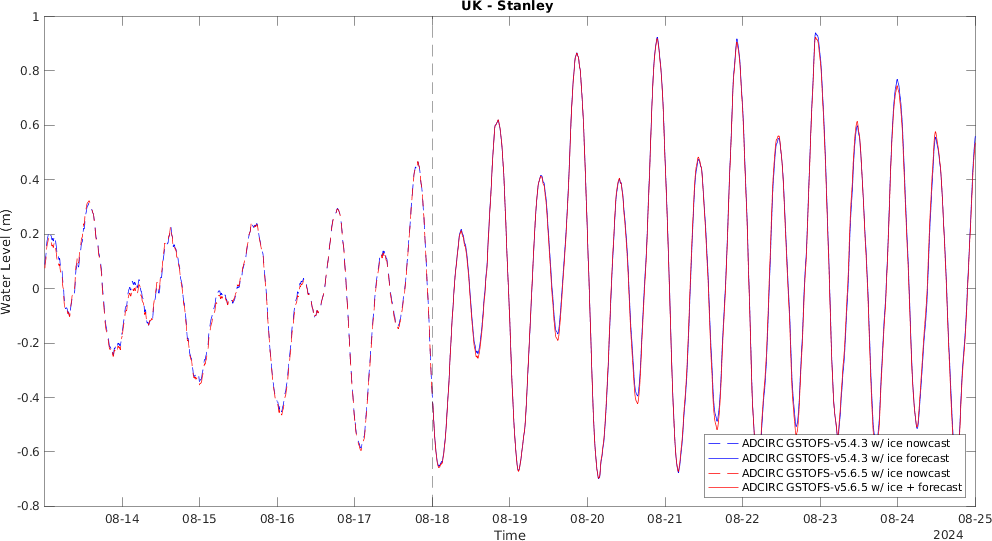 UK - Stanley
1
0.8
0.6
0.4
0.2
0
-0.2
-0.4
-0.6
-0.8
Water Level (m)
ADCIRC GSTOFS-v5.4.3 w/ ice nowcast
ADCIRC GSTOFS-v5.4.3 w/ ice forecast
ADCIRC GSTOFS-v5.6.5 w/ ice nowcast
ADCIRC GSTOFS-v5.6.5 w/ ice + forecast
08-14 08-15 08-16 08-17 08-18 08-19 08-20 08-21 08-22 08-23 08-24 08-25
Time
2024